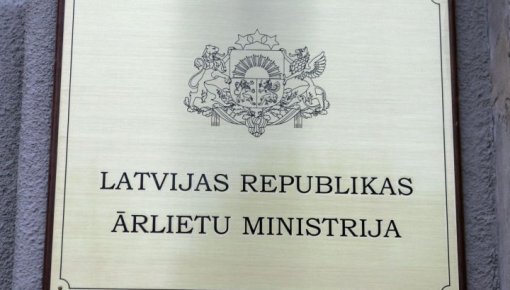 LATVIJAS REPUBLIKAS
ĀRLIETU MINISTRIJA